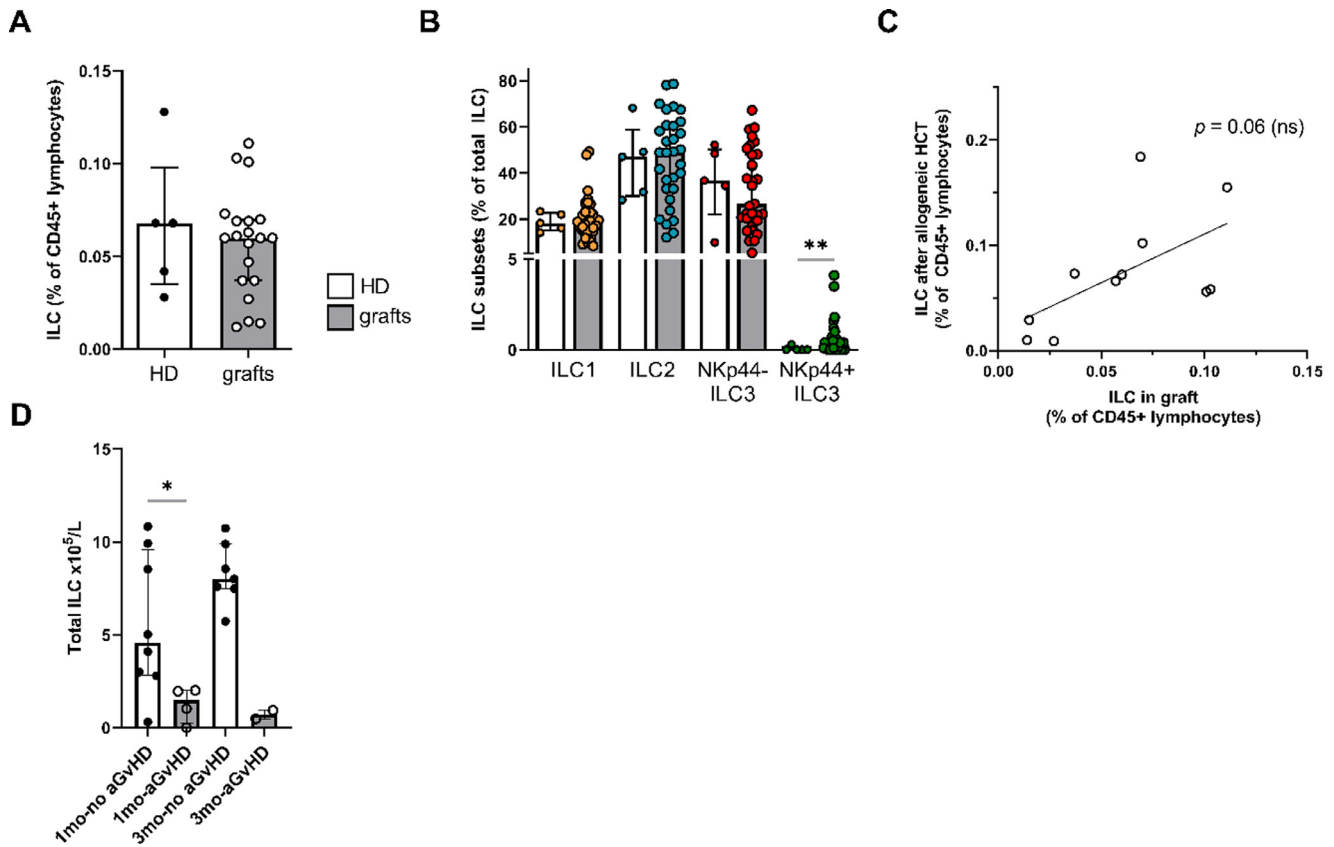 A
ILC (% of CD45+ lymphocytes)
0.15
0.10
0.05
0.00
HD
grafts
HD
grafts
B
ILC subsets (% of total ILC)
80
60
40
20
5
0
**
ILC1
ILC2
NKp44-
ILC3
NKp44+
ILC3
C
ILC after allogeneic HCT
(% of CD45+ lymphocytes)
0.2
0.1
0.0
p = 0.06 (ns)
0.00
0.05
0.10
0.15
ILC in graft
(% of CD45+ lymphocytes)
D
Total ILC x10⁵/L
15
10
5
0
*
1mo-no aGvHD
1mo-aGvHD
3mo-no aGvHD
3mo-aGvHD